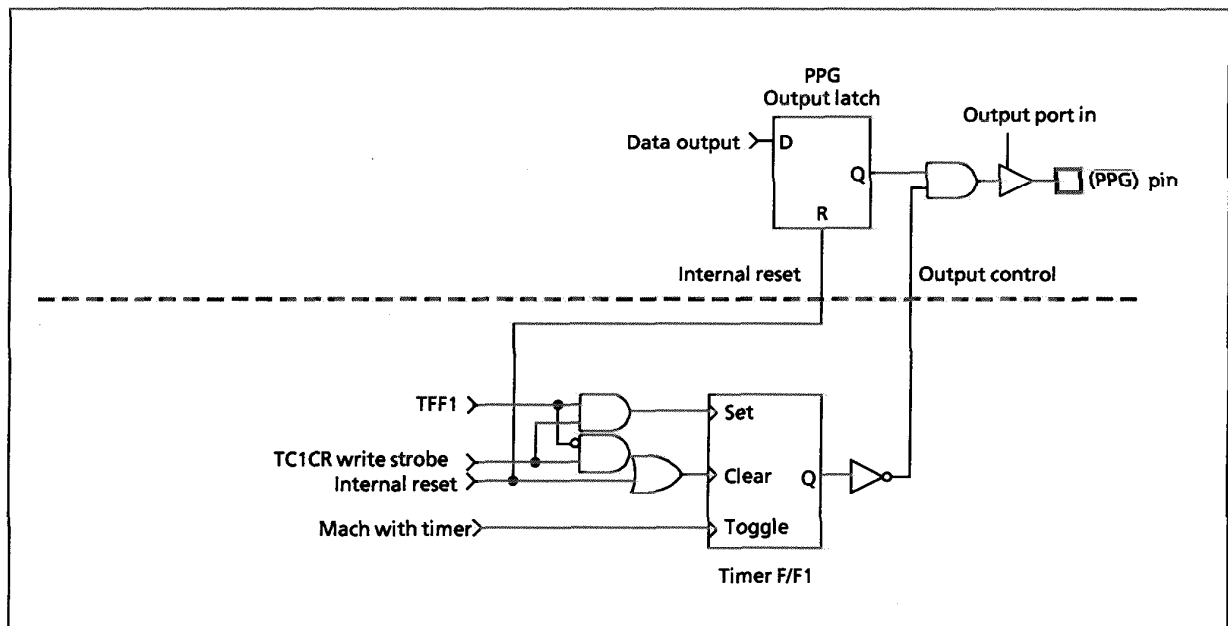 PPG
Output latch
Output port in
Data output
D
Q
(P̅P̅G̅) pin
R
Internal reset
Output control
TFF1
Set
TC1CR write strobe
Internal reset
Clear
Q
Mach with timer
Toggle
Timer F/F1